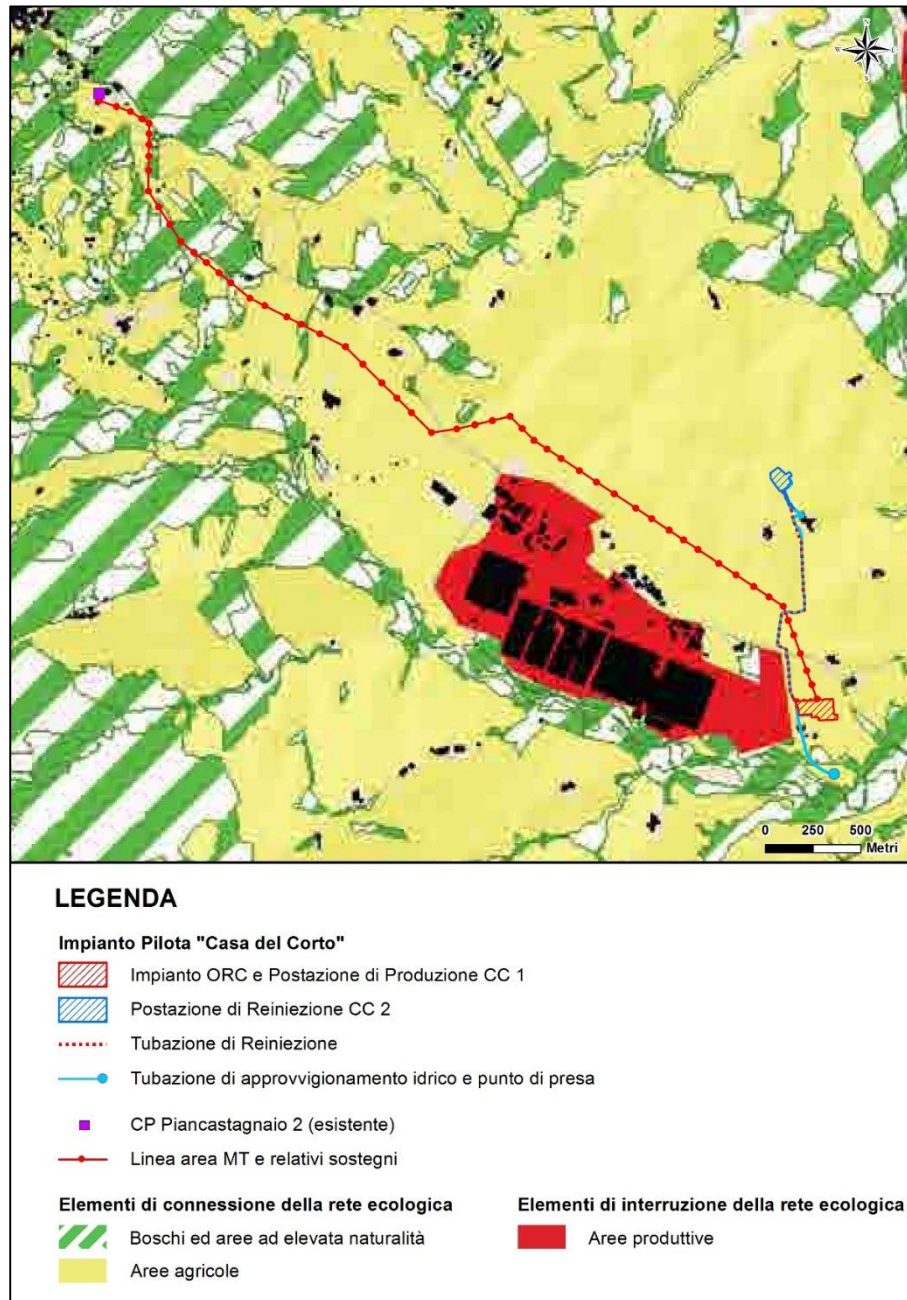 0 250 500
Metri
LEGENDA
Impianto Pilota "Casa del Corto"
Impianto ORC e Postazione di Produzione CC 1
Postazione di Reiniezione CC 2
Tubazione di Reiniezione
Tubazione di approvvigionamento idrico e punto di presa
CP Piancastagnaio 2 (esistente)
Linea area MT e relativi sostegni
Elementi di connessione della rete ecologica
Boschi ed aree ad elevata naturalità
Aree agricole
Elementi di interruzione della rete ecologica
Aree produttive